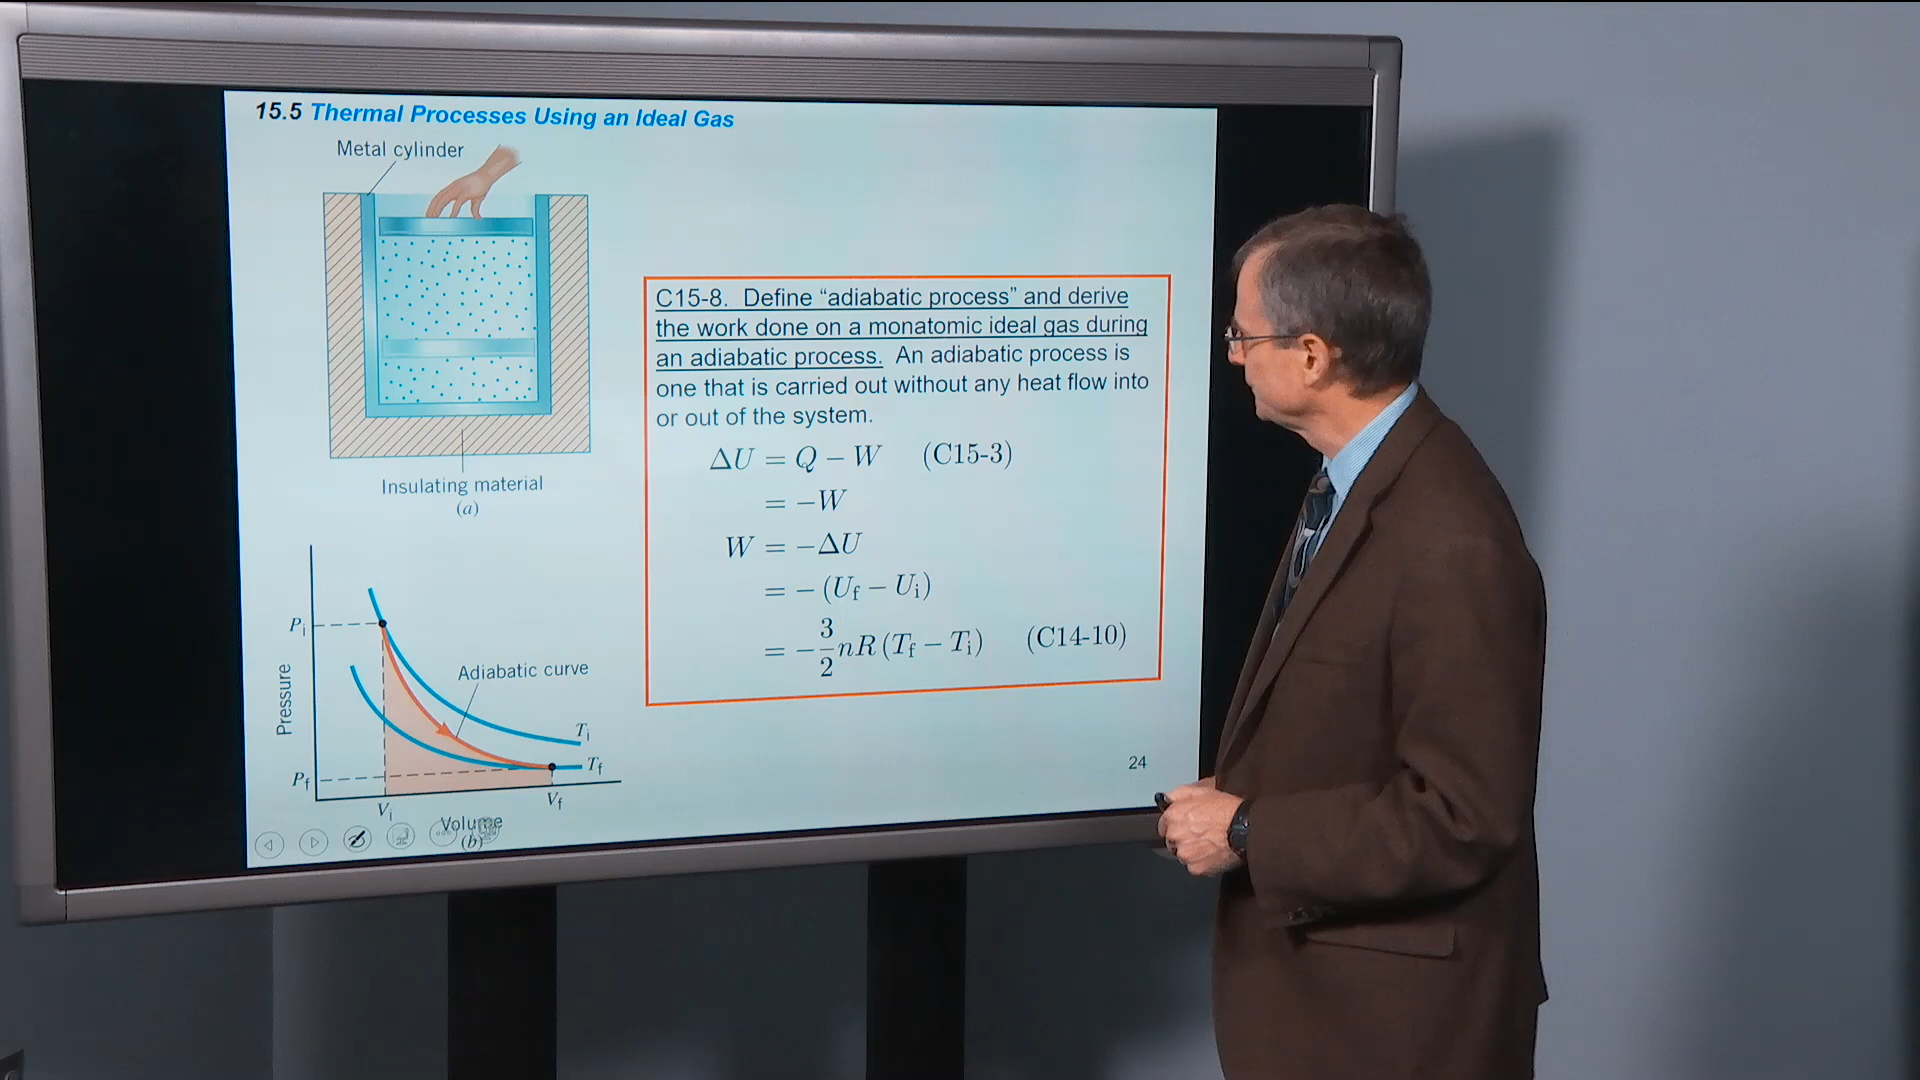 15.5 Thermal Processes Using an Ideal Gas
Metal cylinder
Insulating material
(a)
C15-8. Define “adiabatic process” and derive
the work done on a monatomic ideal gas during
an adiabatic process. An adiabatic process is
one that is carried out without any heat flow into
or out of the system.
ΔU = Q − W (C15-3)
= −W
W = −ΔU
= − (U_f − U_i)
= −3/2 nR (T_f − T_i) (C14-10)
Pressure
P_i
P_f
Adiabatic curve
T_i
T_f
V_i
V_f
Volume
(b)
24